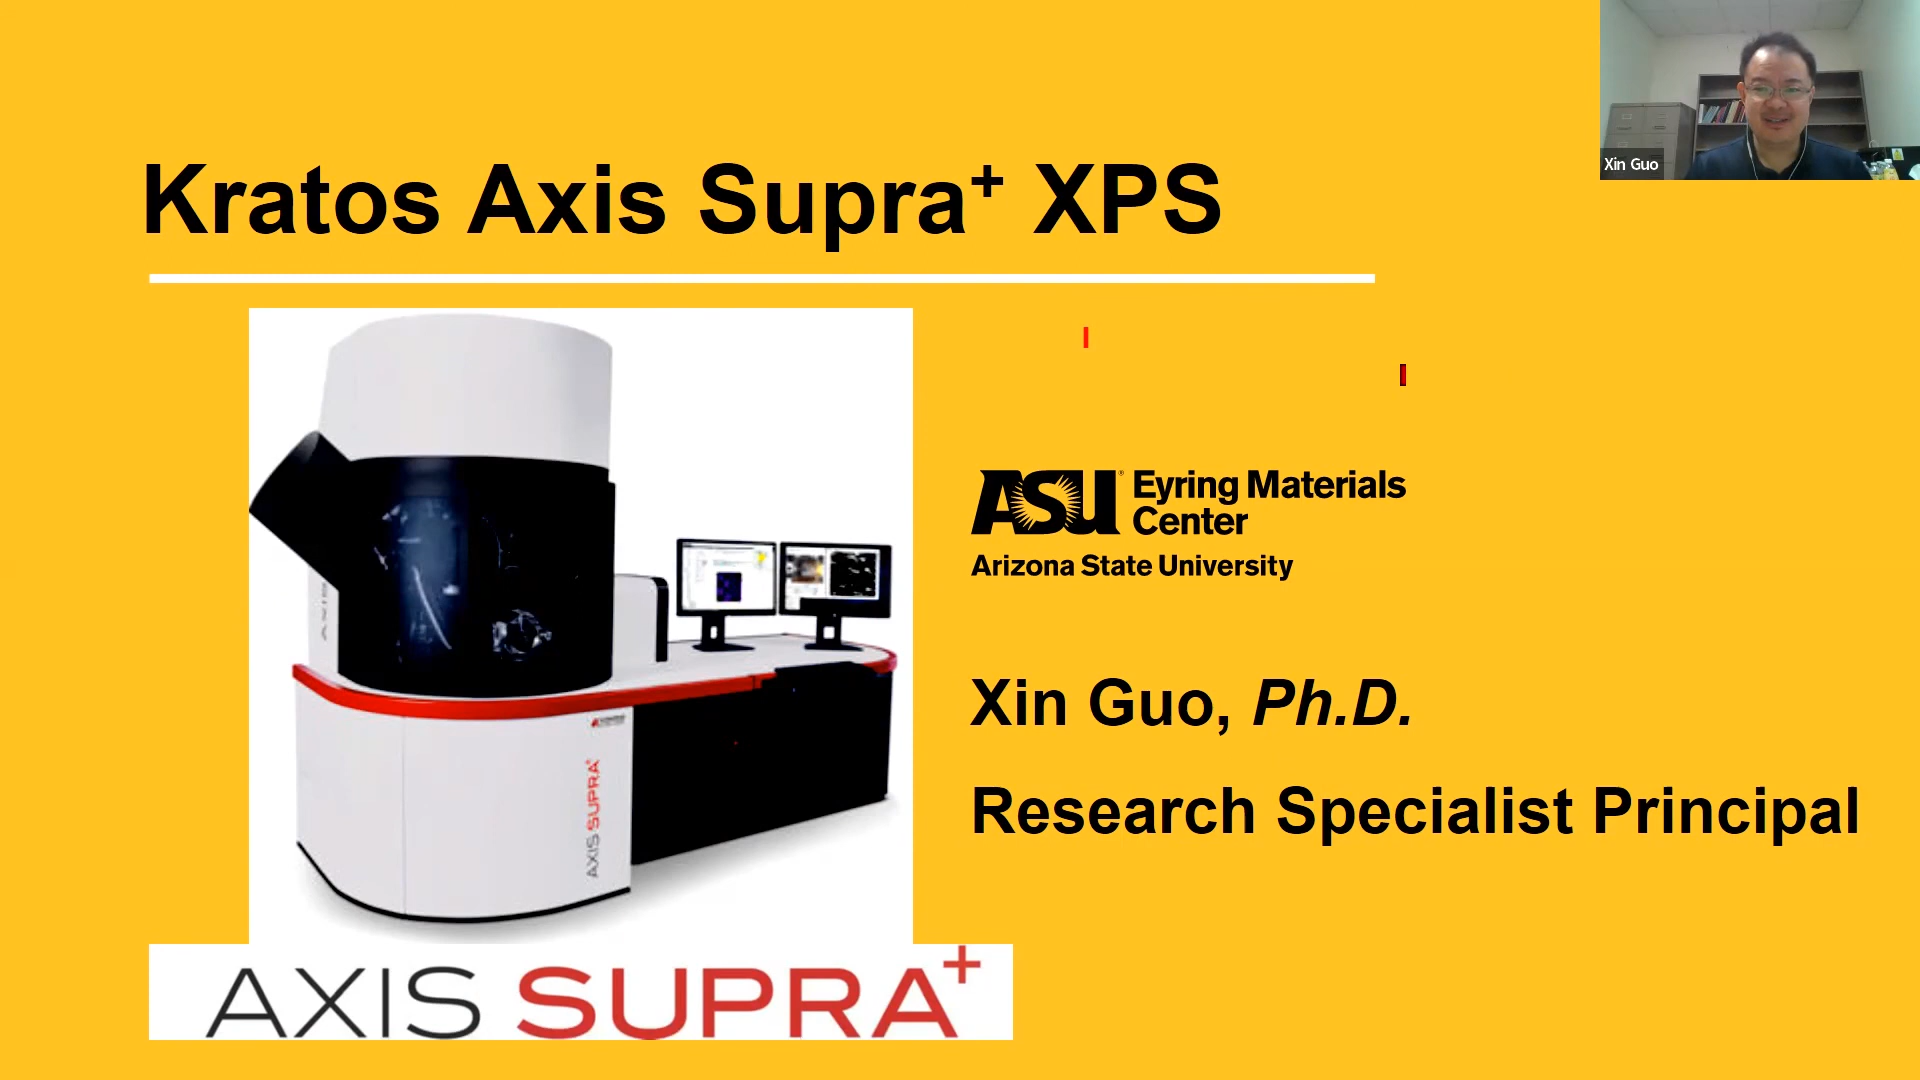 Kratos Axis Supra+ XPS
Xin Guo
ASU® Eyring Materials
Center
Arizona State University
Xin Guo, Ph.D.
Research Specialist Principal
AXIS SUPRA+
AXIS SUPRA+